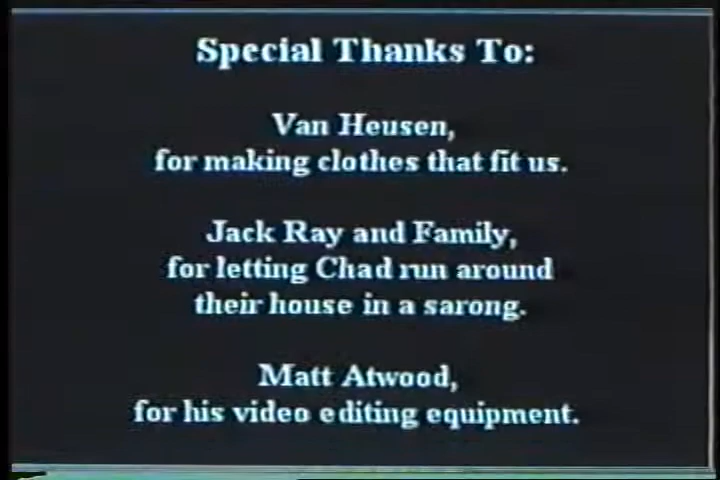 Special Thanks To:
Van Heusen,
for making clothes that fit us.
Jack Ray and Family,
for letting Chad run around
their house in a sarong.
Matt Atwood,
for his video editing equipment.